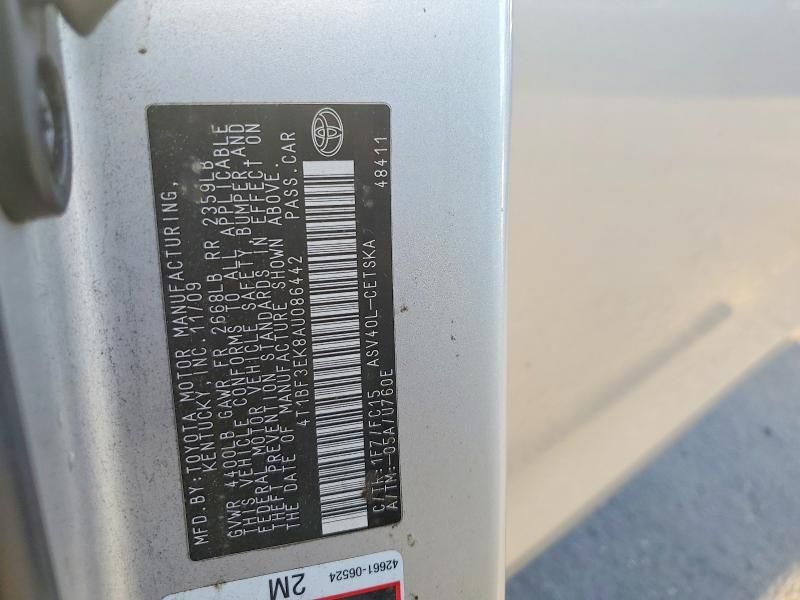 MFD. BY: TOYOTA MOTOR MANUFACTURING,
KENTUCKY, INC. 11/09
GVWR 4400LB GAWR FR 2668LB RR 2359LB
THIS VEHICLE CONFORMS TO ALL APPLICABLE
FEDERAL MOTOR VEHICLE SAFETY, BUMPER, AND
THEFT PREVENTION STANDARDS IN EFFECT ON
THE DATE OF MANUFACTURE SHOWN ABOVE.
4T1BF3EK8AU086442 PASS. CAR
C/TR: 1F7/FC15 ASV40L-CETSKA
A/TM: -05A/U760E 48411
42661-06524
2M